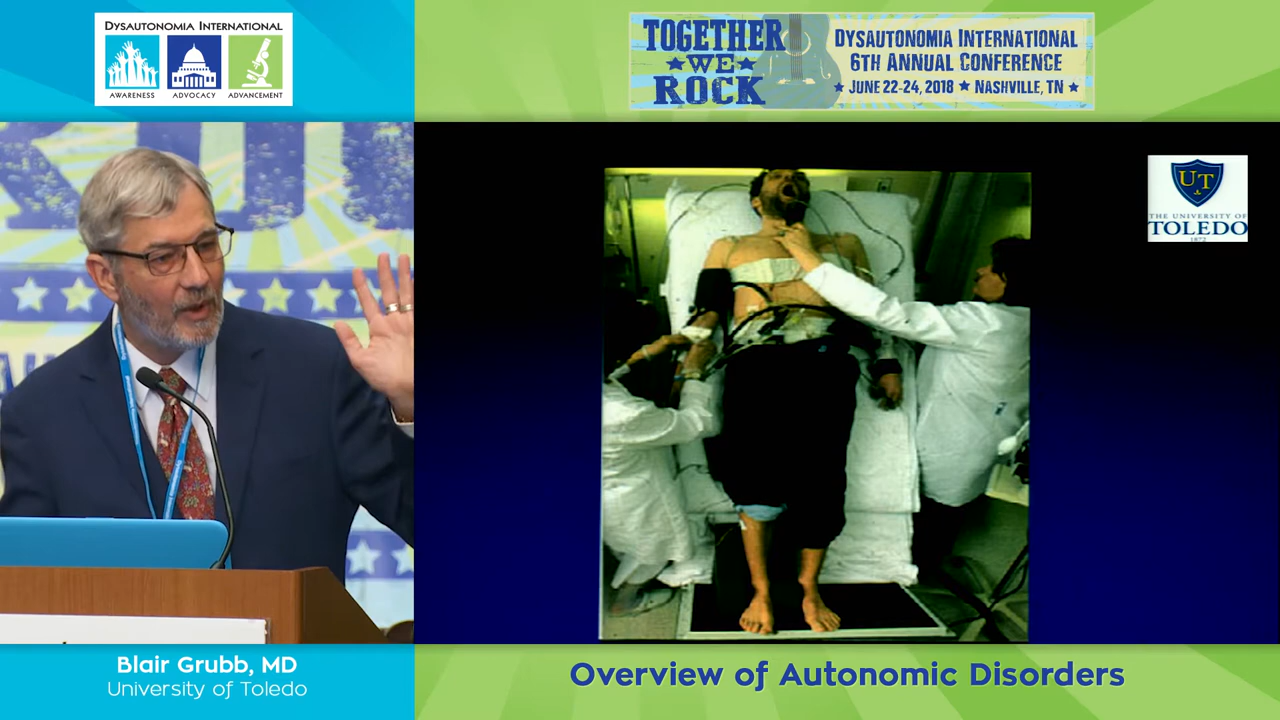 DYSAUTONOMIA INTERNATIONAL
AWARENESS
ADVOCACY
ADVANCEMENT
TOGETHER
WE
ROCK
DYSAUTONOMIA INTERNATIONAL
6TH ANNUAL CONFERENCE
JUNE 22-24, 2018 ★ NASHVILLE, TN
UT
THE UNIVERSITY OF
TOLEDO
1872
Blair Grubb, MD
University of Toledo
Overview of Autonomic Disorders